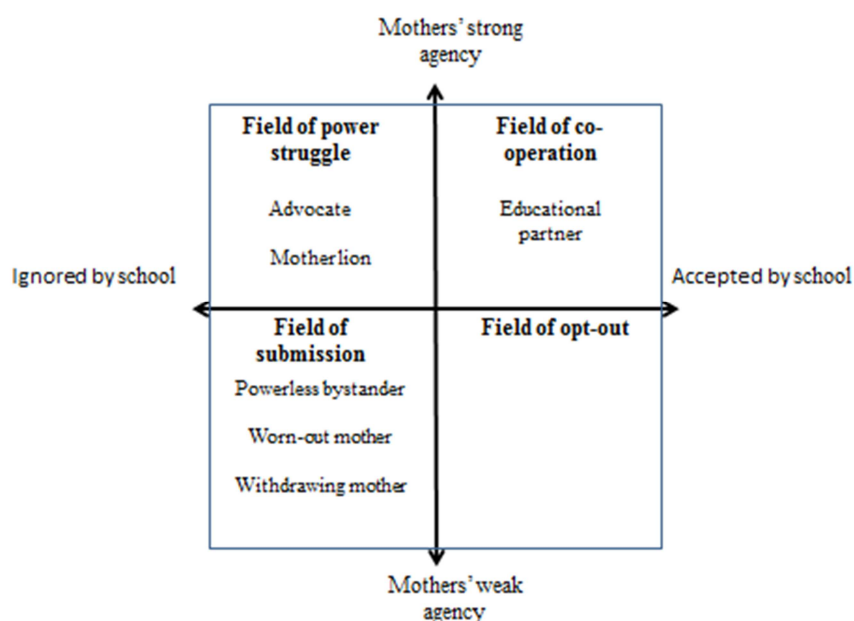 Mothers’ strong
agency
Field of power
struggle
Field of co-
operation
Advocate
Motherlion
Educational
partner
Ignored by school
Accepted by school
Field of
submission
Field of opt-out
Powerless bystander
Worn-out mother
Withdrawing mother
Mothers’ weak
agency